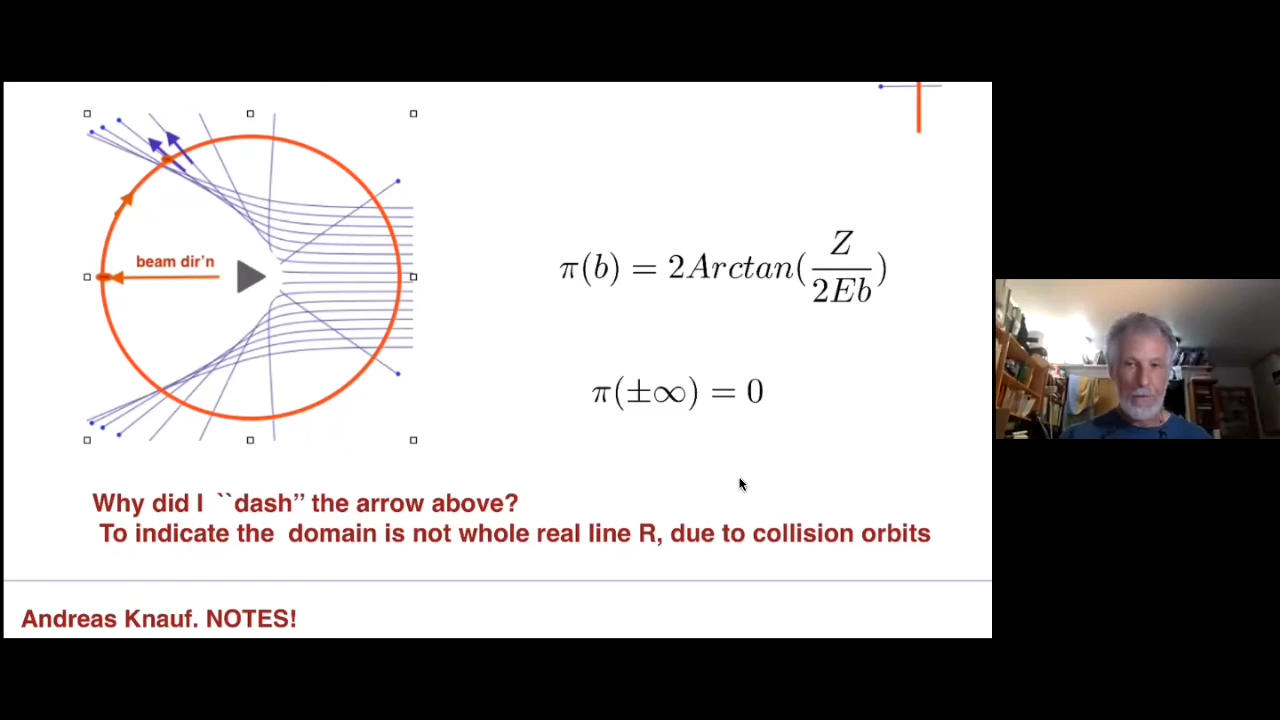 beam dir'n
π(b) = 2Arctan(Z/2Eb)
π(±∞) = 0
Why did I ``dash” the arrow above?
To indicate the domain is not whole real line R, due to collision orbits
Andreas Knauf. NOTES!